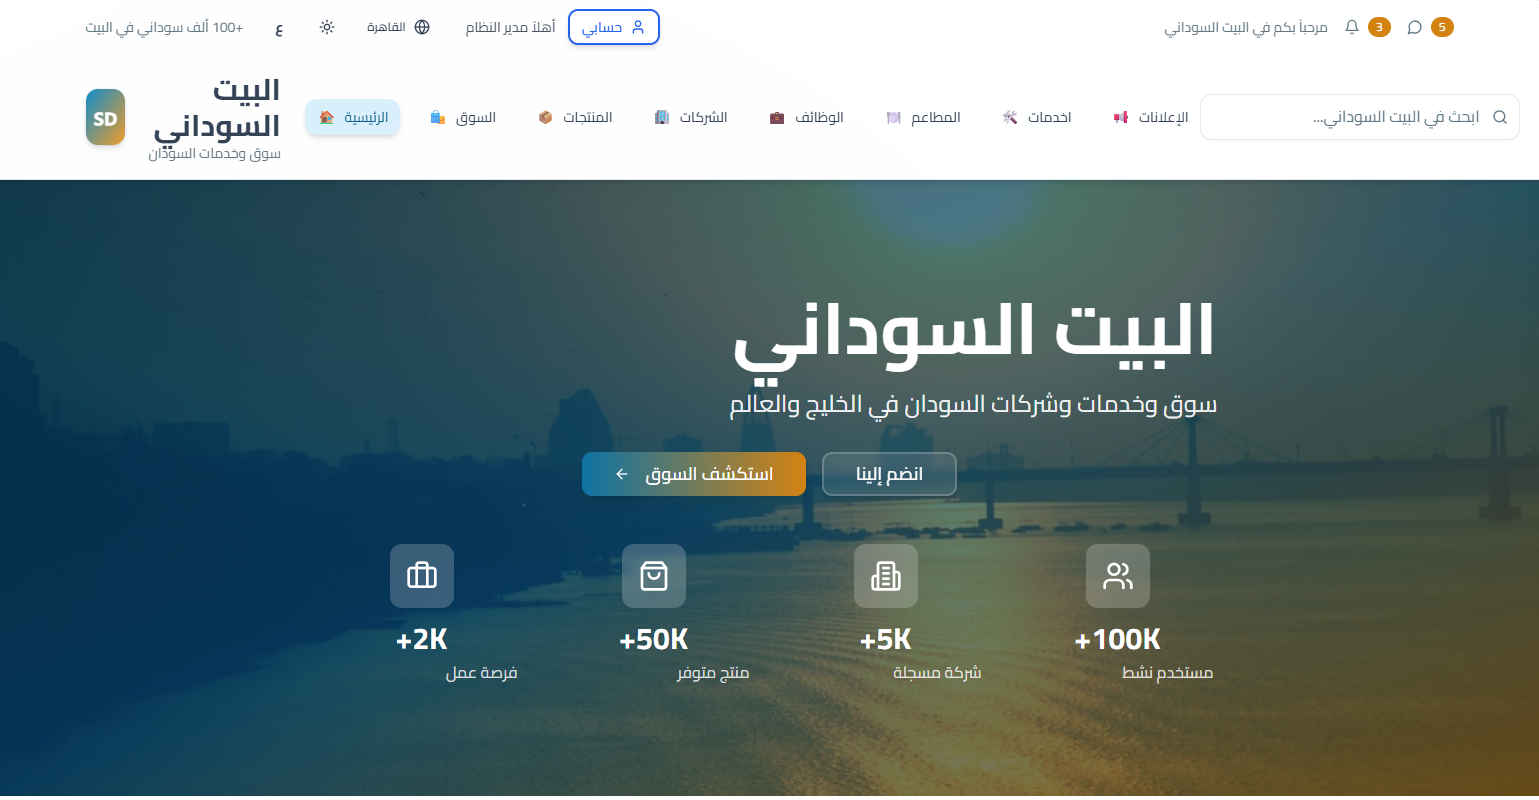 5
3
مرحباً بكم في البيت السوداني
حسابي
أهلاً مدير النظام
القاهرة
ع
+100 ألف سوداني في البيت
ابحث في البيت السوداني...
الإعلانات
اخدمات
المطاعم
الوظائف
الشركات
المنتجات
السوق
الرئيسية
البيت
السوداني
سوق وخدمات السودان
SD
البيت السوداني
سوق وخدمات وشركات السودان في الخليج والعالم
انضم إلينا
استكشف السوق
+100K
مستخدم نشط
+5K
شركة مسجلة
+50K
منتج متوفر
+2K
فرصة عمل